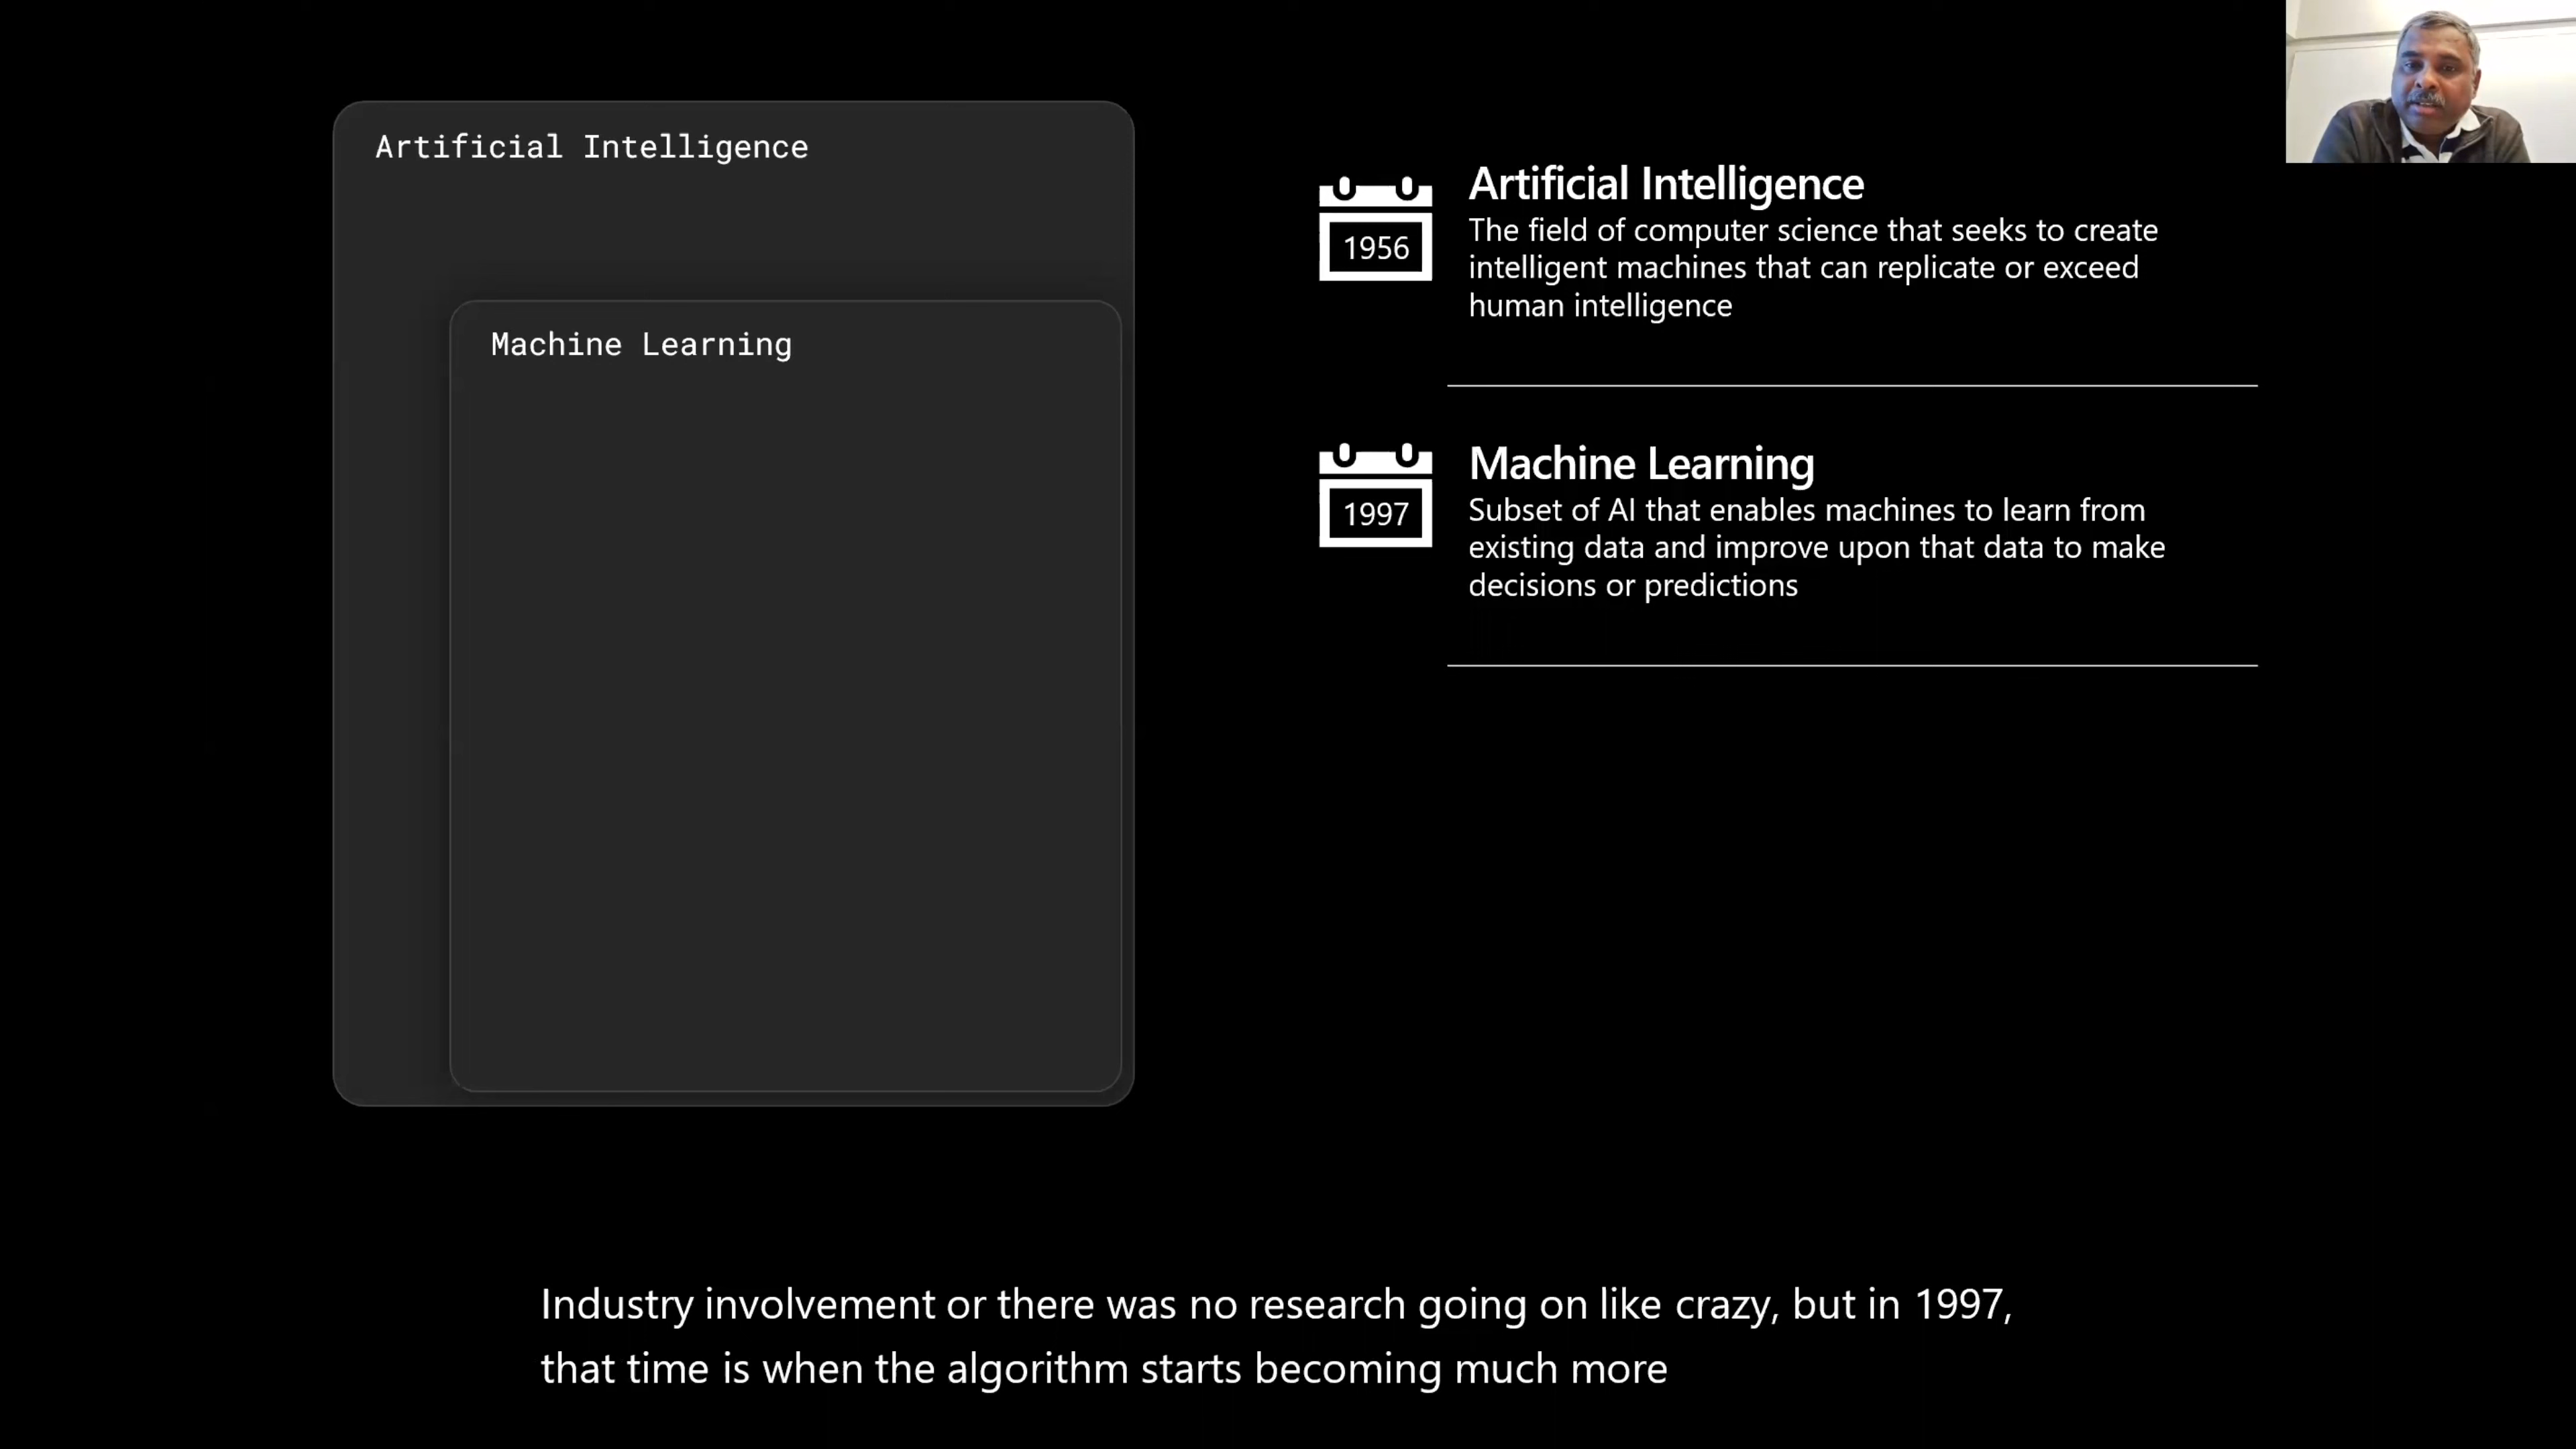 Artificial Intelligence
Machine Learning
1956
Artificial Intelligence
The field of computer science that seeks to create
intelligent machines that can replicate or exceed
human intelligence
1997
Machine Learning
Subset of AI that enables machines to learn from
existing data and improve upon that data to make
decisions or predictions
Industry involvement or there was no research going on like crazy, but in 1997,
that time is when the algorithm starts becoming much more